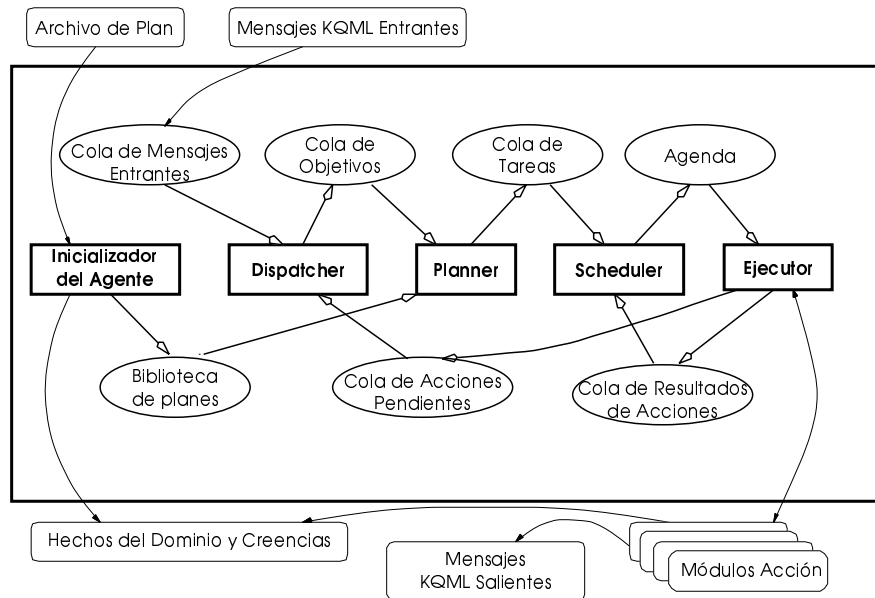 Archivo de Plan
Mensajes KQML Entrantes
Cola de Mensajes
Entrantes
Cola de
Objetivos
Cola de
Tareas
Agenda
Inicializador
del Agente
Dispatcher
Planner
Scheduler
Ejecutor
Biblioteca
de planes
Cola de Acciones
Pendientes
Cola de Resultados
de Acciones
Hechos del Dominio y Creencias
Mensajes
KQML Salientes
Módulos Acción